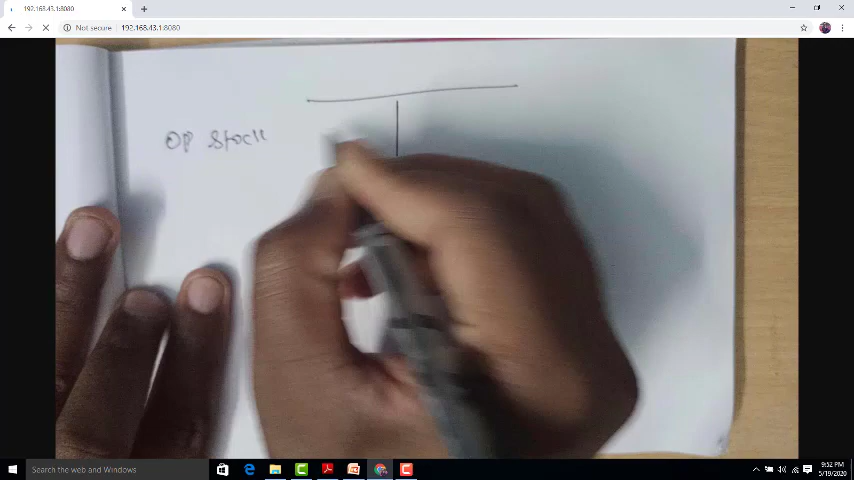 192.168.43.1:8080
Not secure | 192.168.43.1:8080
OP Stock
Search the web and Windows
9:52 PM
5/19/2020